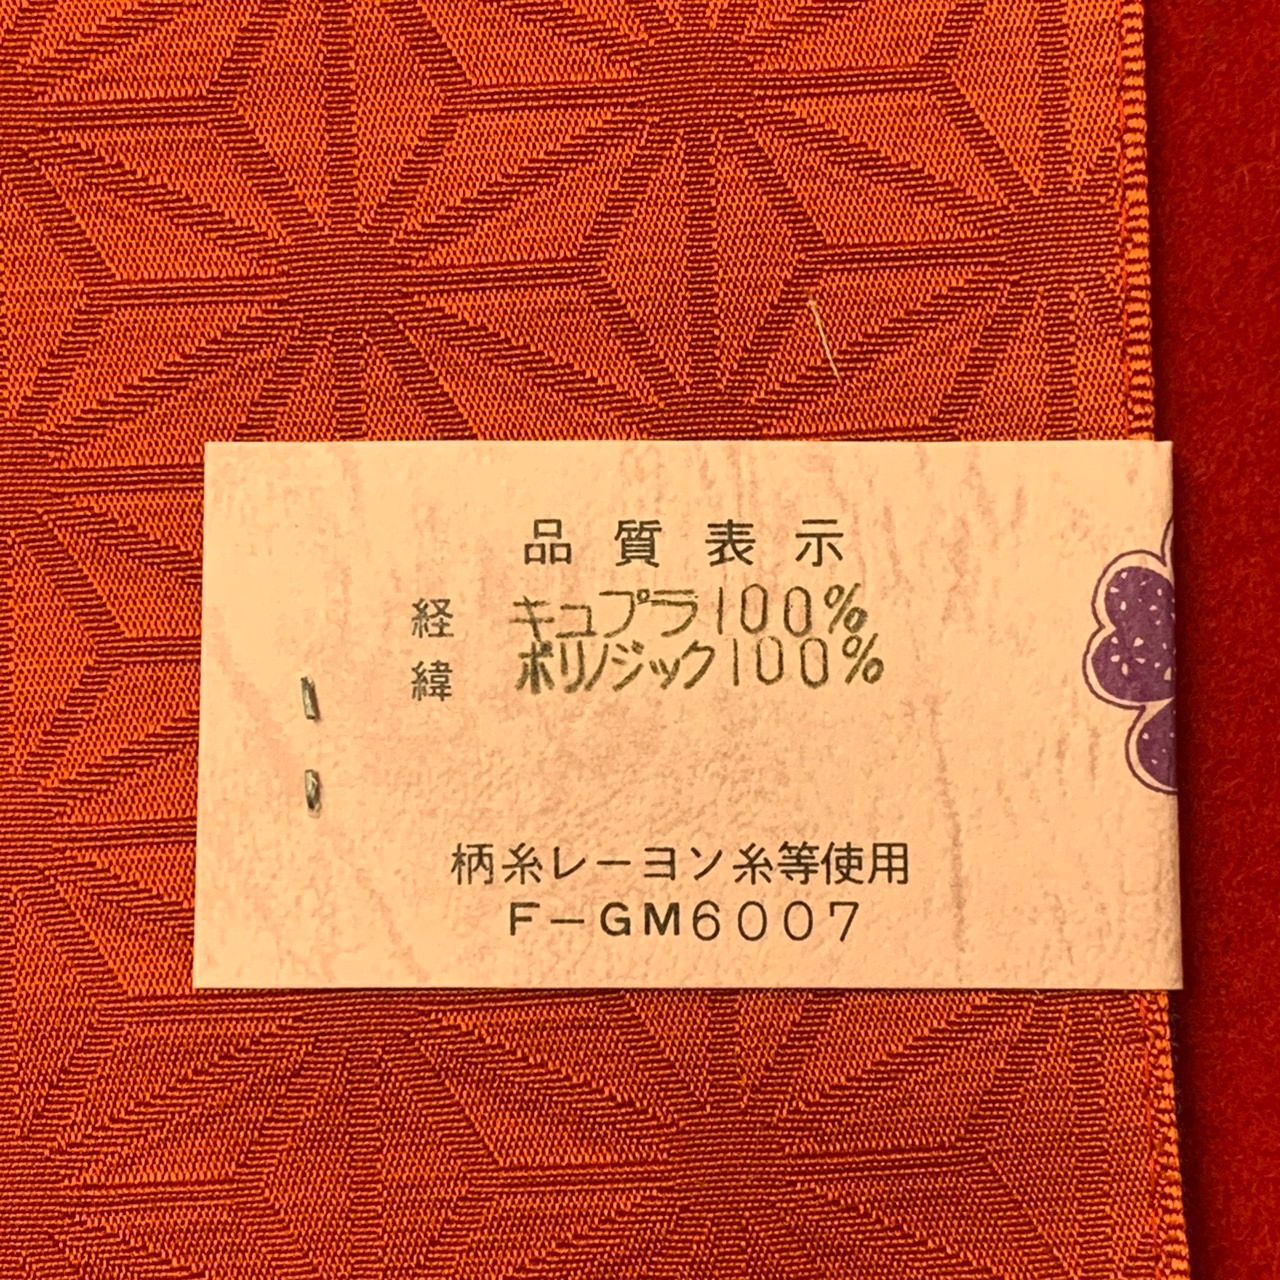 品質表示
経 キュプラ100%
緯 ポリノジック100%
柄糸レーヨン糸等使用
F-GM6007